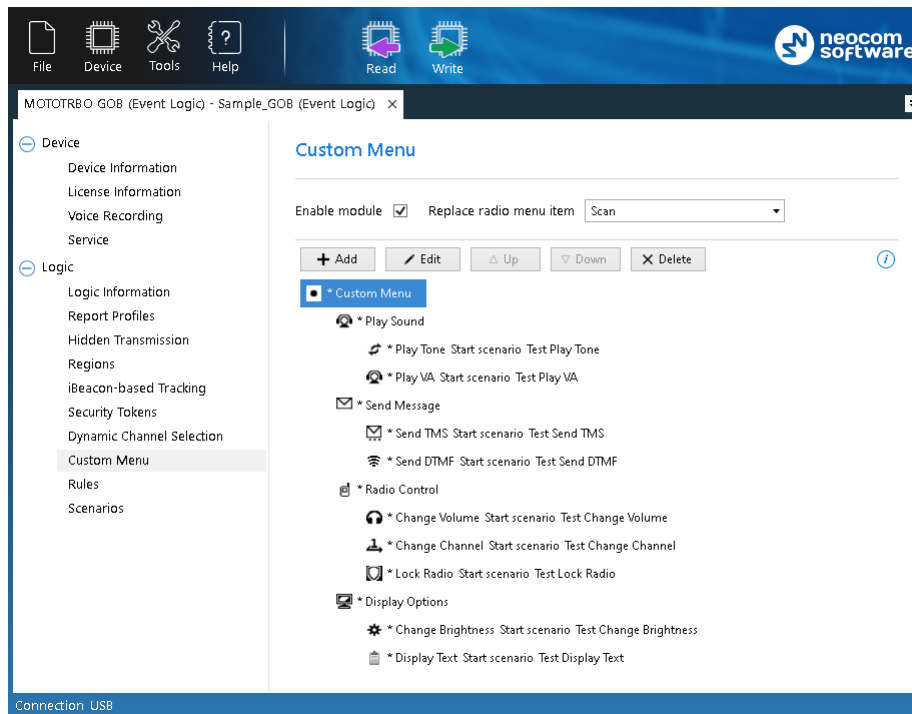 File
Device
Tools
Help
Read
Write
neocom
software
MOTOTRBO GOB (Event Logic) - Sample_GOB (Event Logic)
Device
Device Information
License Information
Voice Recording
Service
Logic
Logic Information
Report Profiles
Hidden Transmission
Regions
iBeacon-based Tracking
Security Tokens
Dynamic Channel Selection
Custom Menu
Rules
Scenarios
Custom Menu
Enable module Replace radio menu item Scan
Add Edit Up Down Delete
* Custom Menu
* Play Sound
* Play Tone Start scenario Test Play Tone
* Play VA Start scenario Test Play VA
* Send Message
* Send TMS Start scenario Test Send TMS
* Send DTMF Start scenario Test Send DTMF
* Radio Control
* Change Volume Start scenario Test Change Volume
* Change Channel Start scenario Test Change Channel
* Lock Radio Start scenario Test Lock Radio
* Display Options
* Change Brightness Start scenario Test Change Brightness
* Display Text Start scenario Test Display Text
Connection USB